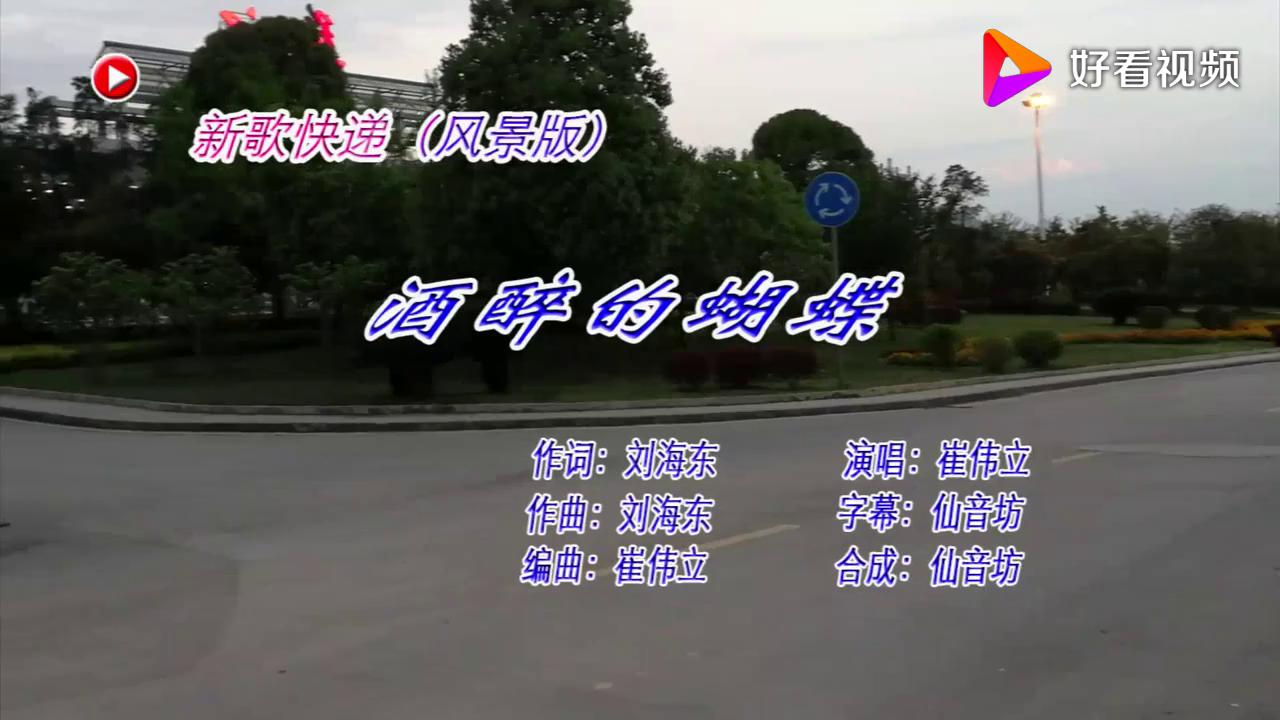 好看视频
新歌快递（风景版）
酒醉的蝴蝶
作词：刘海东
演唱：崔伟立
作曲：刘海东
字幕：仙音坊
编曲：崔伟立
合成：仙音坊